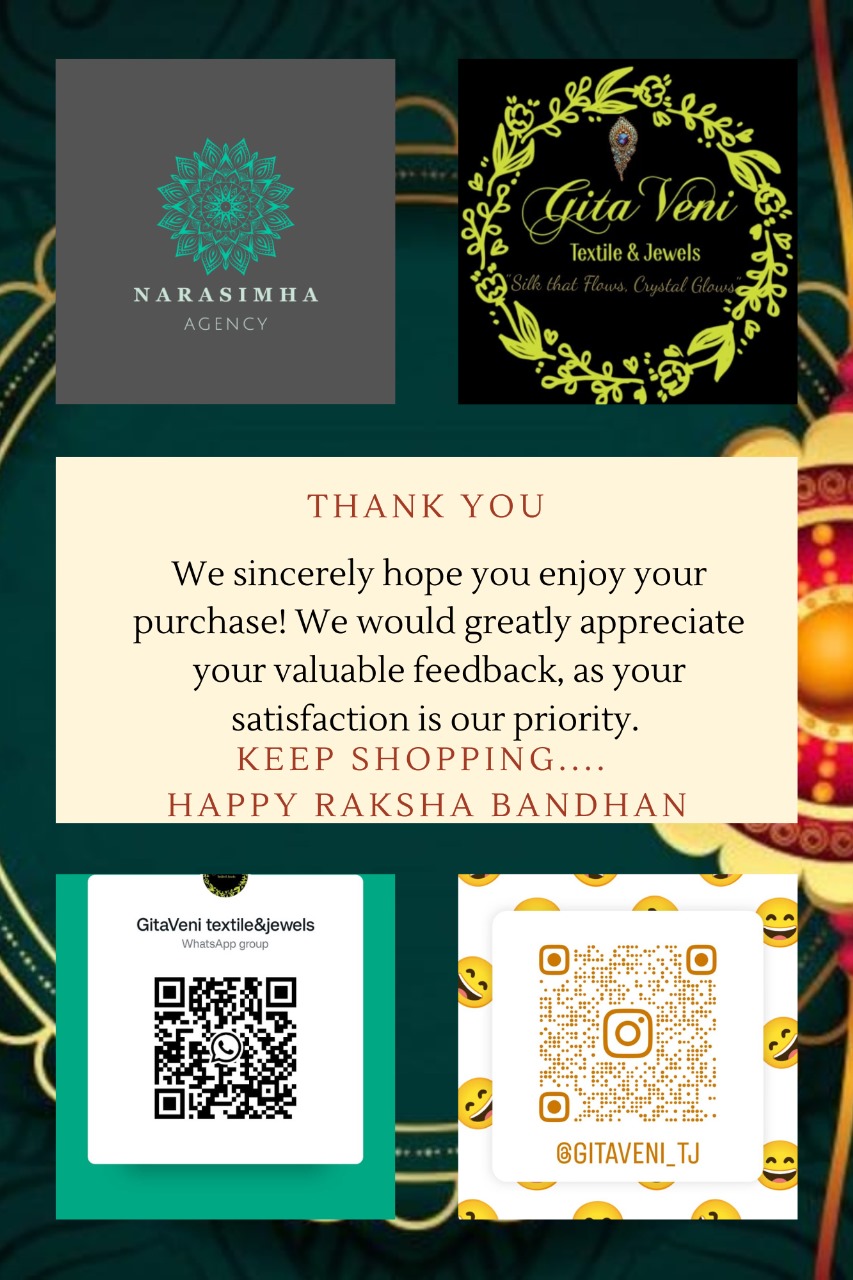 NARASIMHA
AGENCY
Gita Veni
Textile & Jewels
"Silk that Flows, Crystal Glows"
THANK YOU
We sincerely hope you enjoy your
purchase! We would greatly appreciate
your valuable feedback, as your
satisfaction is our priority.
KEEP SHOPPING....
HAPPY RAKSHA BANDHAN
GitaVeni textile&jewels
WhatsApp group
@GITAVENI_TJ